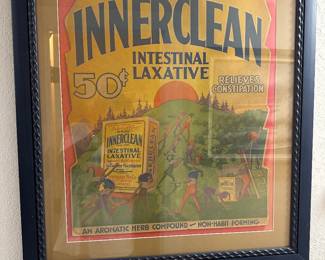 INNERCLEAN
INTESTINAL
LAXATIVE
50¢
RELIEVES
CONSTIPATION
INNERCLEAN
INTESTINAL
LAXATIVE
AN AROMATIC HERB COMPOUND NON-HABIT FORMING